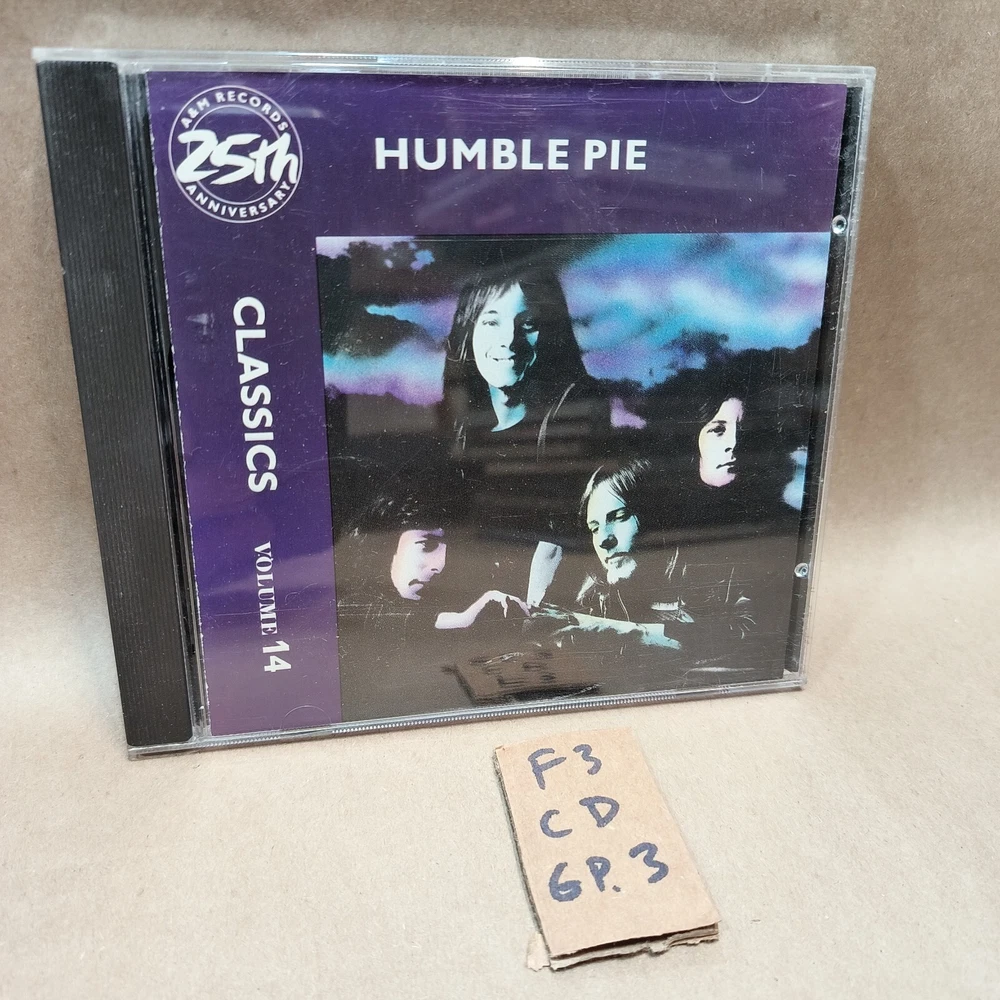 A&M RECORDS
25th
ANNIVERSARY
HUMBLE PIE
CLASSICS VOLUME 14
F3
CD
GP.3